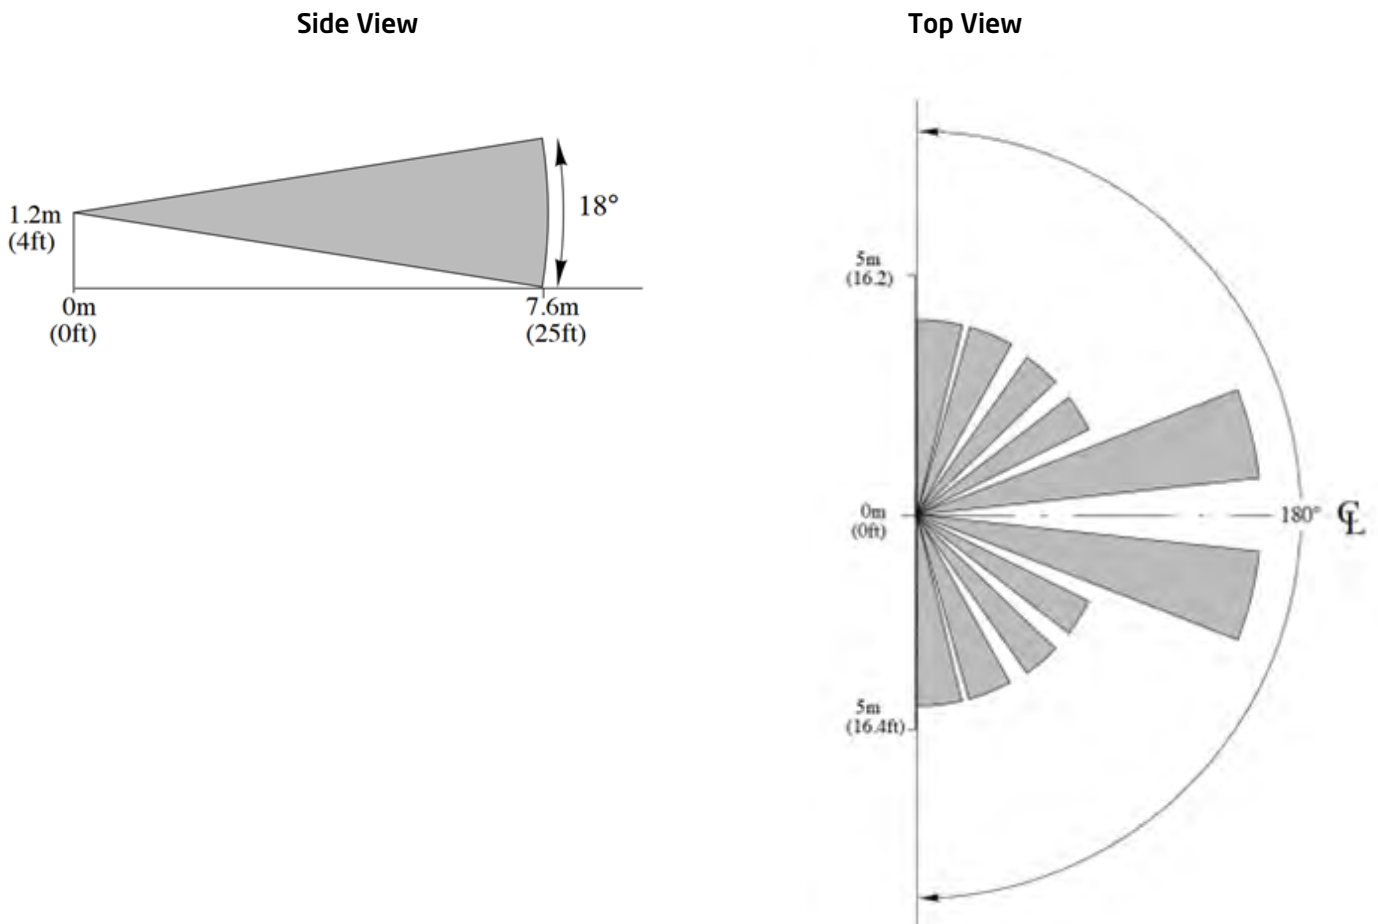 Side View
Top View
1.2m
(4ft)
18°
0m
(0ft)
7.6m
(25ft)
5m
(16.2)
0m
(0ft)
180° ℄
5m
(16.4ft)